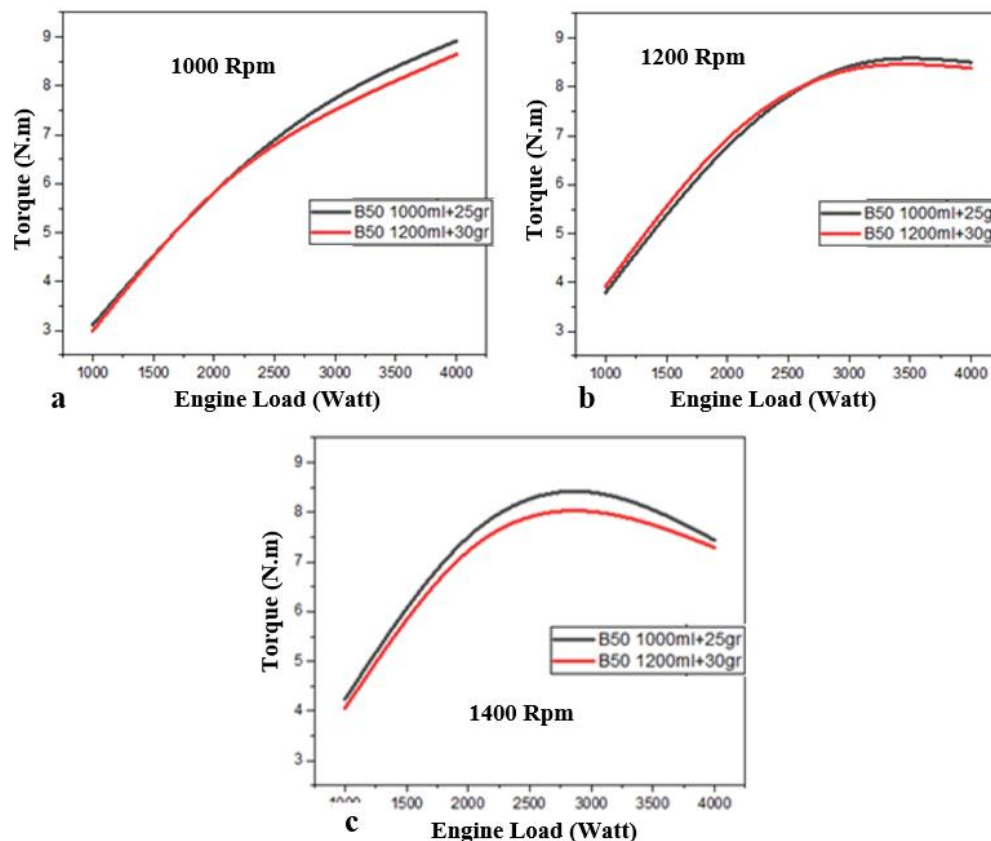 1000 Rpm
Torque (N.m)
9
8
7
6
5
4
3
B50 1000ml+25gr
B50 1200ml+30gr
1000 1500 2000 2500 3000 3500 4000
a
Engine Load (Watt)
1200 Rpm
Torque (N.m)
9
8
7
6
5
4
3
B50 1000ml+25g
B50 1200ml+30g
1000 1500 2000 2500 3000 3500 4000
b
Engine Load (Watt)
Torque (N.m)
9
8
7
6
5
4
3
B50 1000ml+25gr
B50 1200ml+30gr
1400 Rpm
1000 1500 2000 2500 3000 3500 4000
c
Engine Load (Watt)